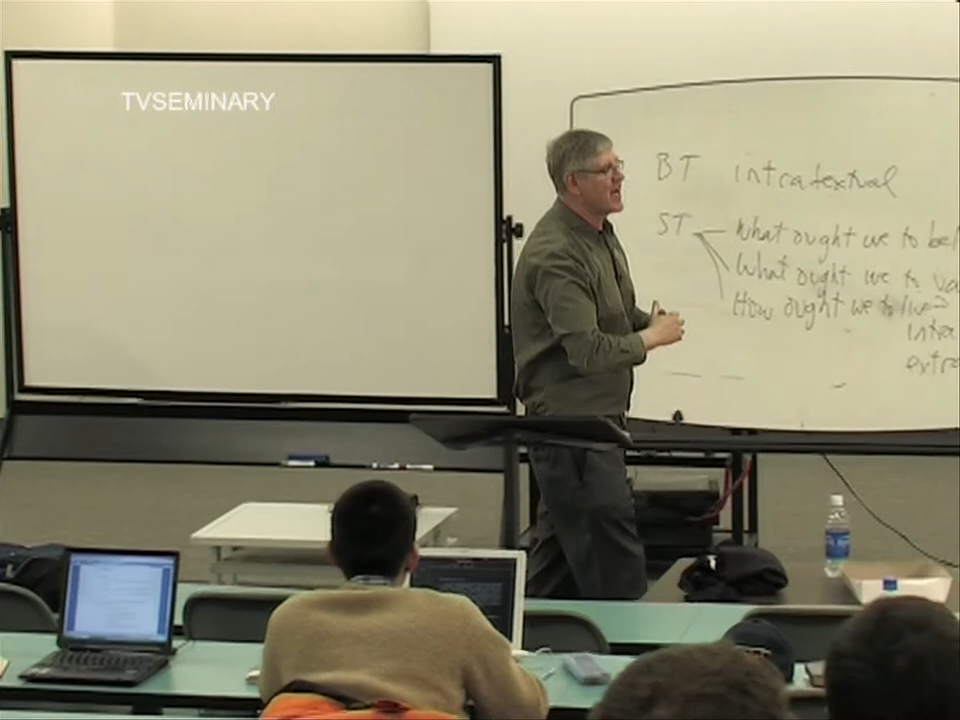 TVSEMINARY
BT intratextual
ST What ought we to bel
What ought we to va
How ought we to live?
intra
extra